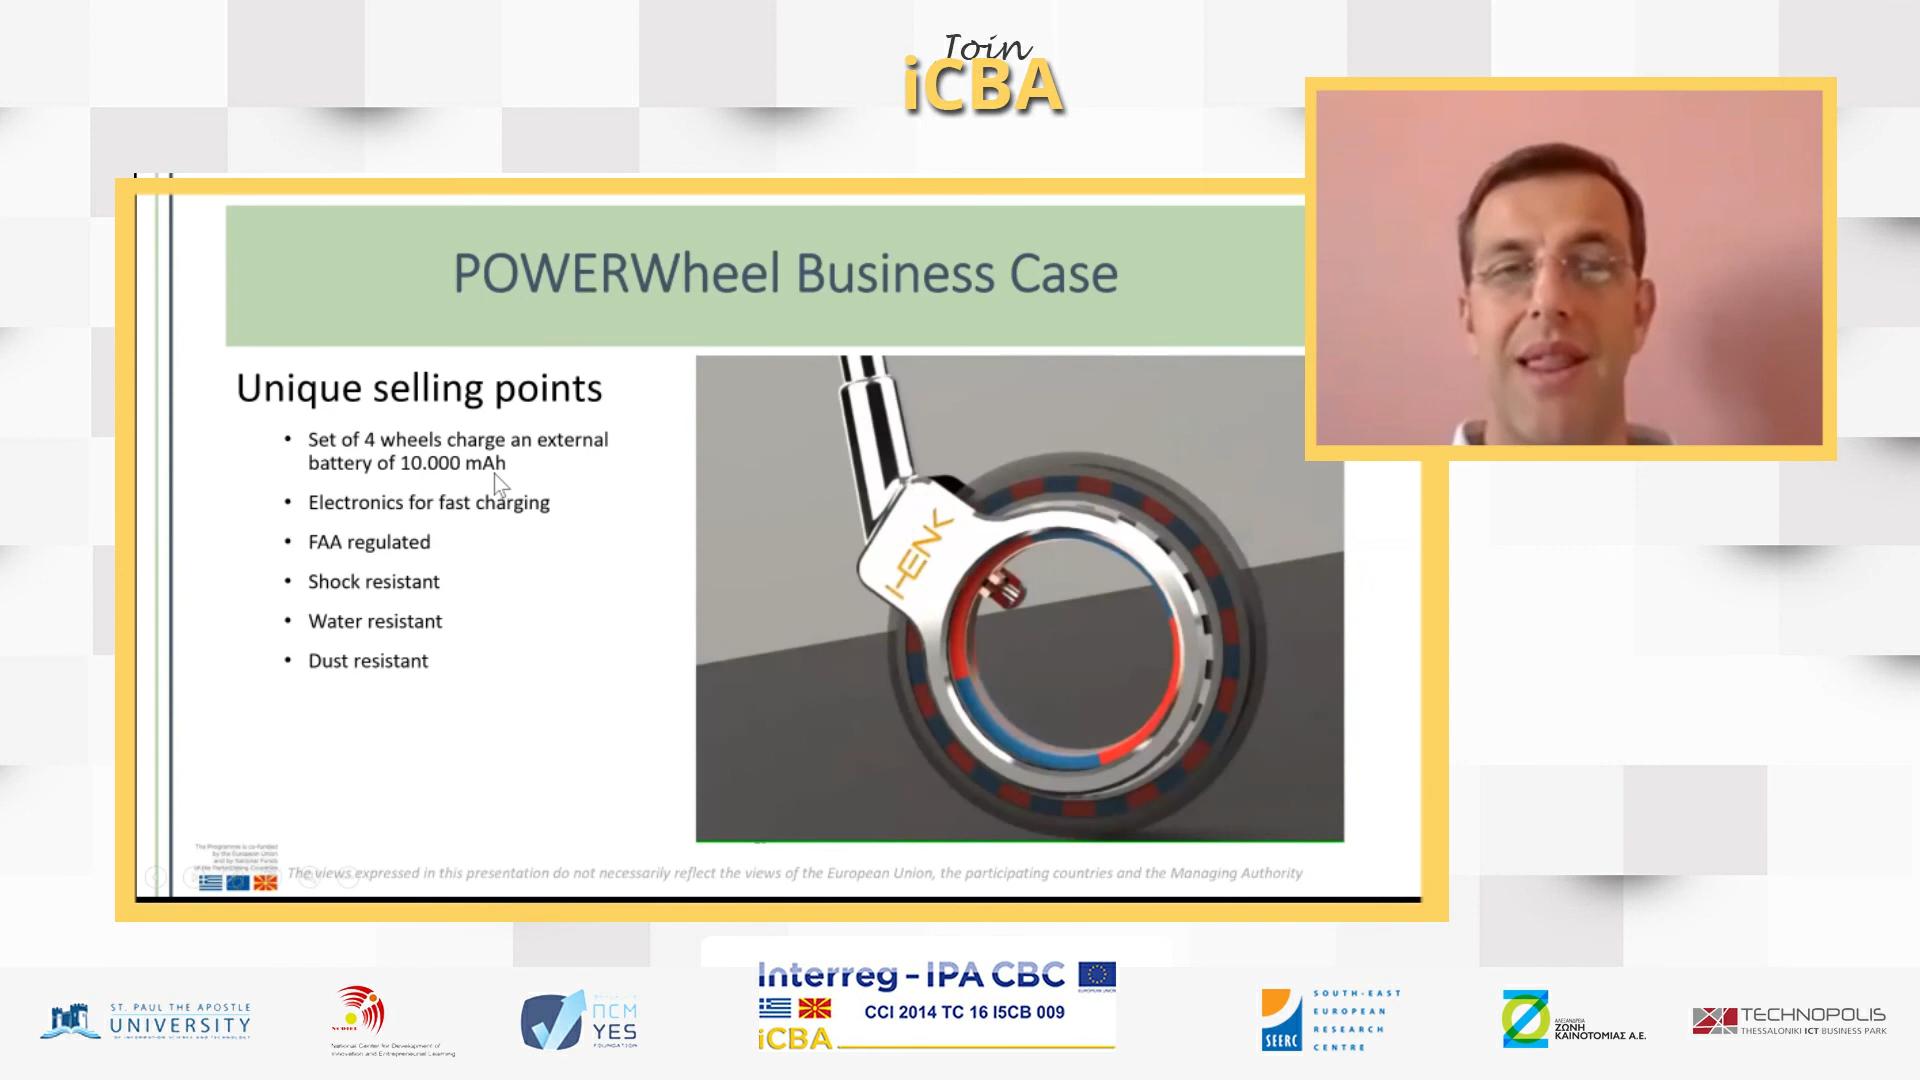 Join
iCBA
POWERWheel Business Case
Unique selling points
• Set of 4 wheels charge an external
battery of 10.000 mAh
• Electronics for fast charging
• FAA regulated
• Shock resistant
• Water resistant
• Dust resistant
HENK
The Programme is co-funded
by the European Union
and by National Funds
of the Participating Countries
The views expressed in this presentation do not necessarily reflect the views of the European Union, the participating countries and the Managing Authority
ST. PAUL THE APOSTLE
UNIVERSITY
OF INFORMATION SCIENCE AND TECHNOLOGY
National Center for Development of
Innovation and Entrepreneurial Learning
ПСМ
YES
FOUNDATION
Interreg - IPA CBC
EUROPEAN UNION
CCI 2014 TC 16 I5CB 009
iCBA
SEERC
SOUTH-EAST
EUROPEAN
RESEARCH
CENTRE
ΑΛΕΞΑΝΔΡΕΙΑ
ΖΩΝΗ
ΚΑΙΝΟΤΟΜΙΑΣ Α.Ε.
TECHNOPOLIS
THESSALONIKI ICT BUSINESS PARK